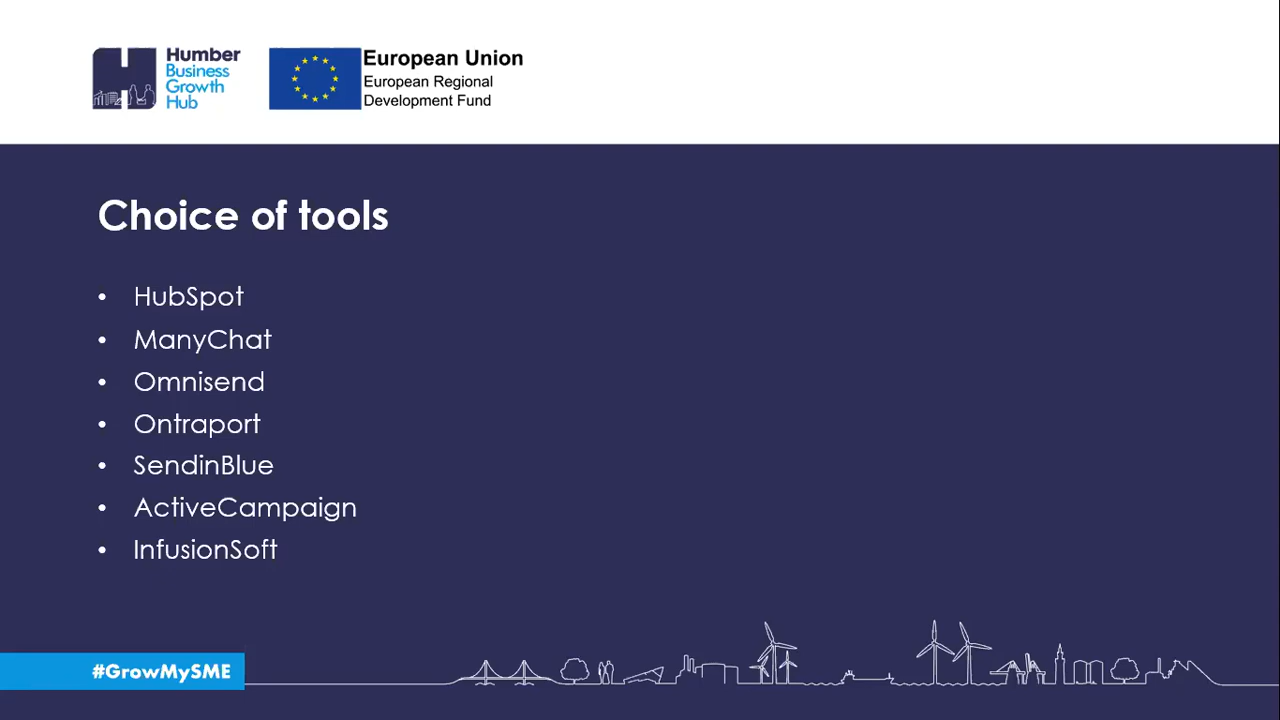 Humber
Business
Growth
Hub
European Union
European Regional
Development Fund
Choice of tools
• HubSpot
• ManyChat
• Omnisend
• Ontraport
• SendinBlue
• ActiveCampaign
• InfusionSoft
#GrowMySME